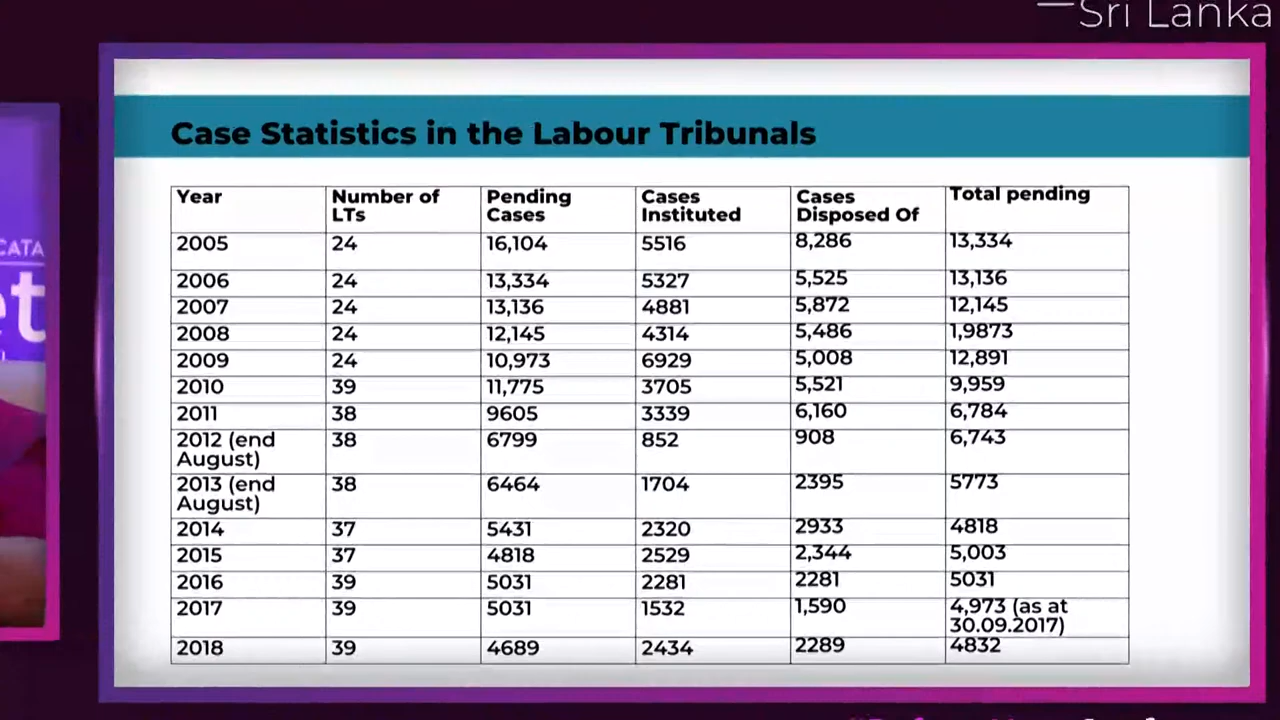 —Sri Lanka
CATA
et
Case Statistics in the Labour Tribunals
Year Number of LTs Pending Cases Cases Instituted Cases Disposed Of Total pending
2005 24 16,104 5516 8,286 13,334
2006 24 13,334 5327 5,525 13,136
2007 24 13,136 4881 5,872 12,145
2008 24 12,145 4314 5,486 1,9873
2009 24 10,973 6929 5,008 12,891
2010 39 11,775 3705 5,521 9,959
2011 38 9605 3339 6,160 6,784
2012 (end August) 38 6799 852 908 6,743
2013 (end August) 38 6464 1704 2395 5773
2014 37 5431 2320 2933 4818
2015 37 4818 2529 2,344 5,003
2016 39 5031 2281 2281 5031
2017 39 5031 1532 1,590 4,973 (as at 30.09.2017)
2018 39 4689 2434 2289 4832